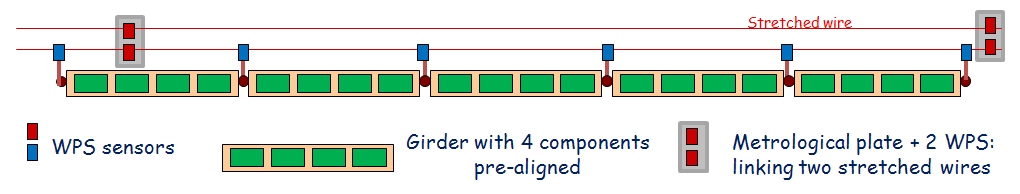 Stretched wire
WPS sensors
Girder with 4 components
pre-aligned
Metrological plate + 2 WPS:
linking two stretched wires